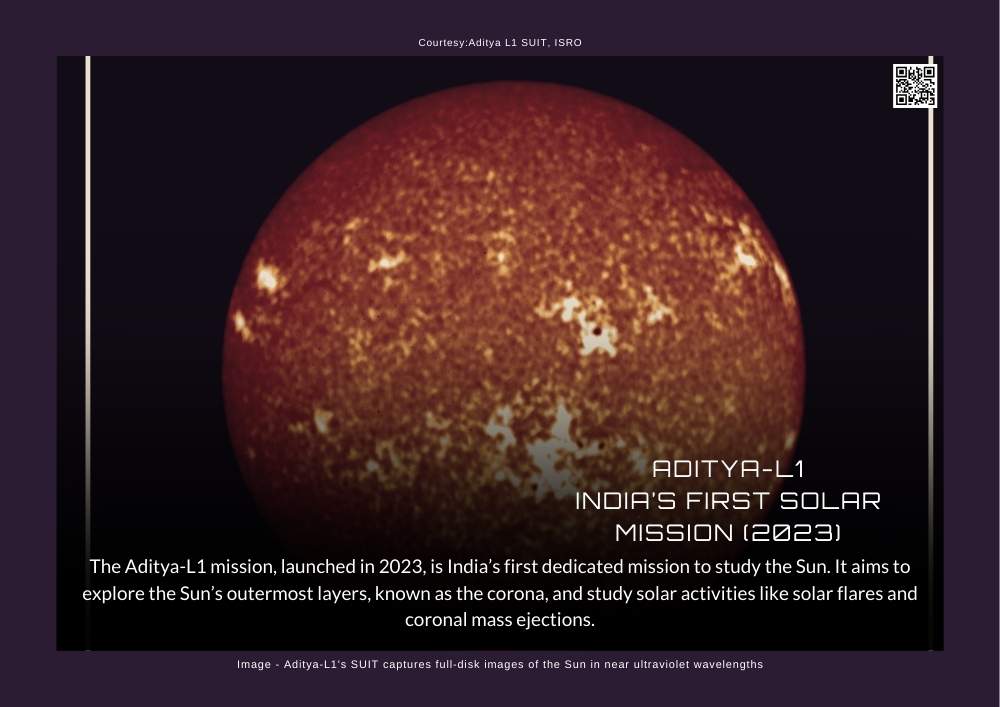 Courtesy:Aditya L1 SUIT, ISRO
ADITYA-L1
INDIA'S FIRST SOLAR
MISSION (2023)
The Aditya-L1 mission, launched in 2023, is India’s first dedicated mission to study the Sun. It aims to
explore the Sun’s outermost layers, known as the corona, and study solar activities like solar flares and
coronal mass ejections.
Image - Aditya-L1's SUIT captures full-disk images of the Sun in near ultraviolet wavelengths